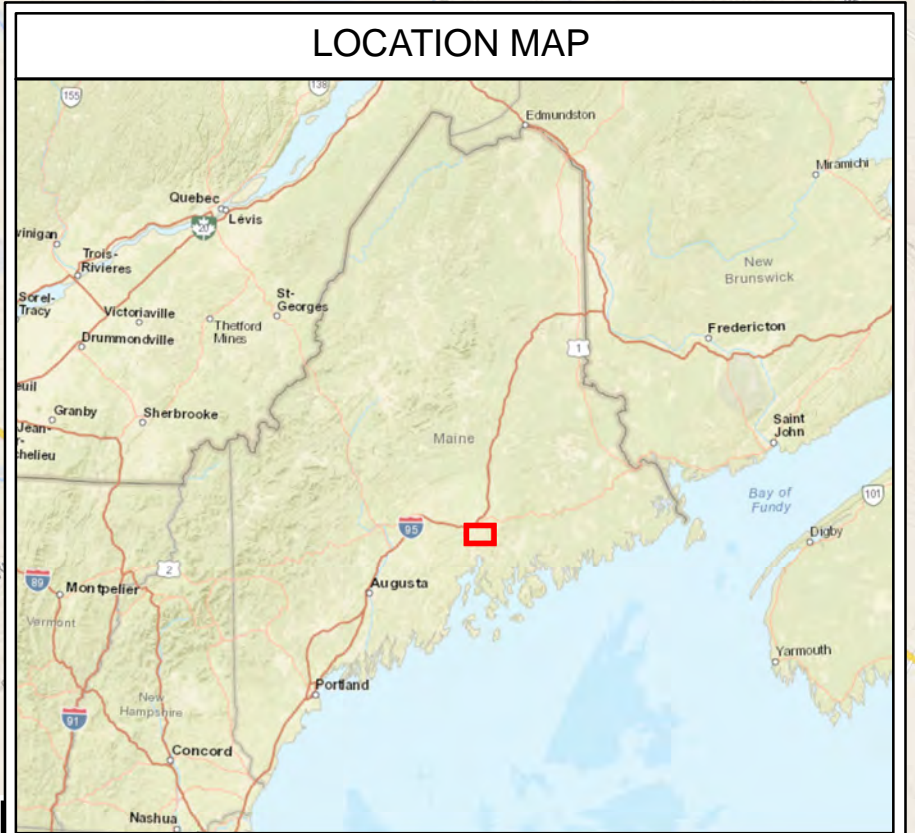 LOCATION MAP
155
138
Edmundston
Miramichi
Quebec
Lévis
20
vinigan
Trois-
Rivieres
New
Brunswick
Sorel-
Tracy
Victoriaville
St-
Georges
Thetford
Mines
Drummondville
Fredericton
1
euil
Granby
Sherbrooke
Jean-
r-
chelieu
Maine
Saint
John
Bay of
Fundy
101
95
Digby
2
89
Montpelier
Augusta
Vermont
Yarmouth
Portland
New
Hampshire
91
Concord
Nashua